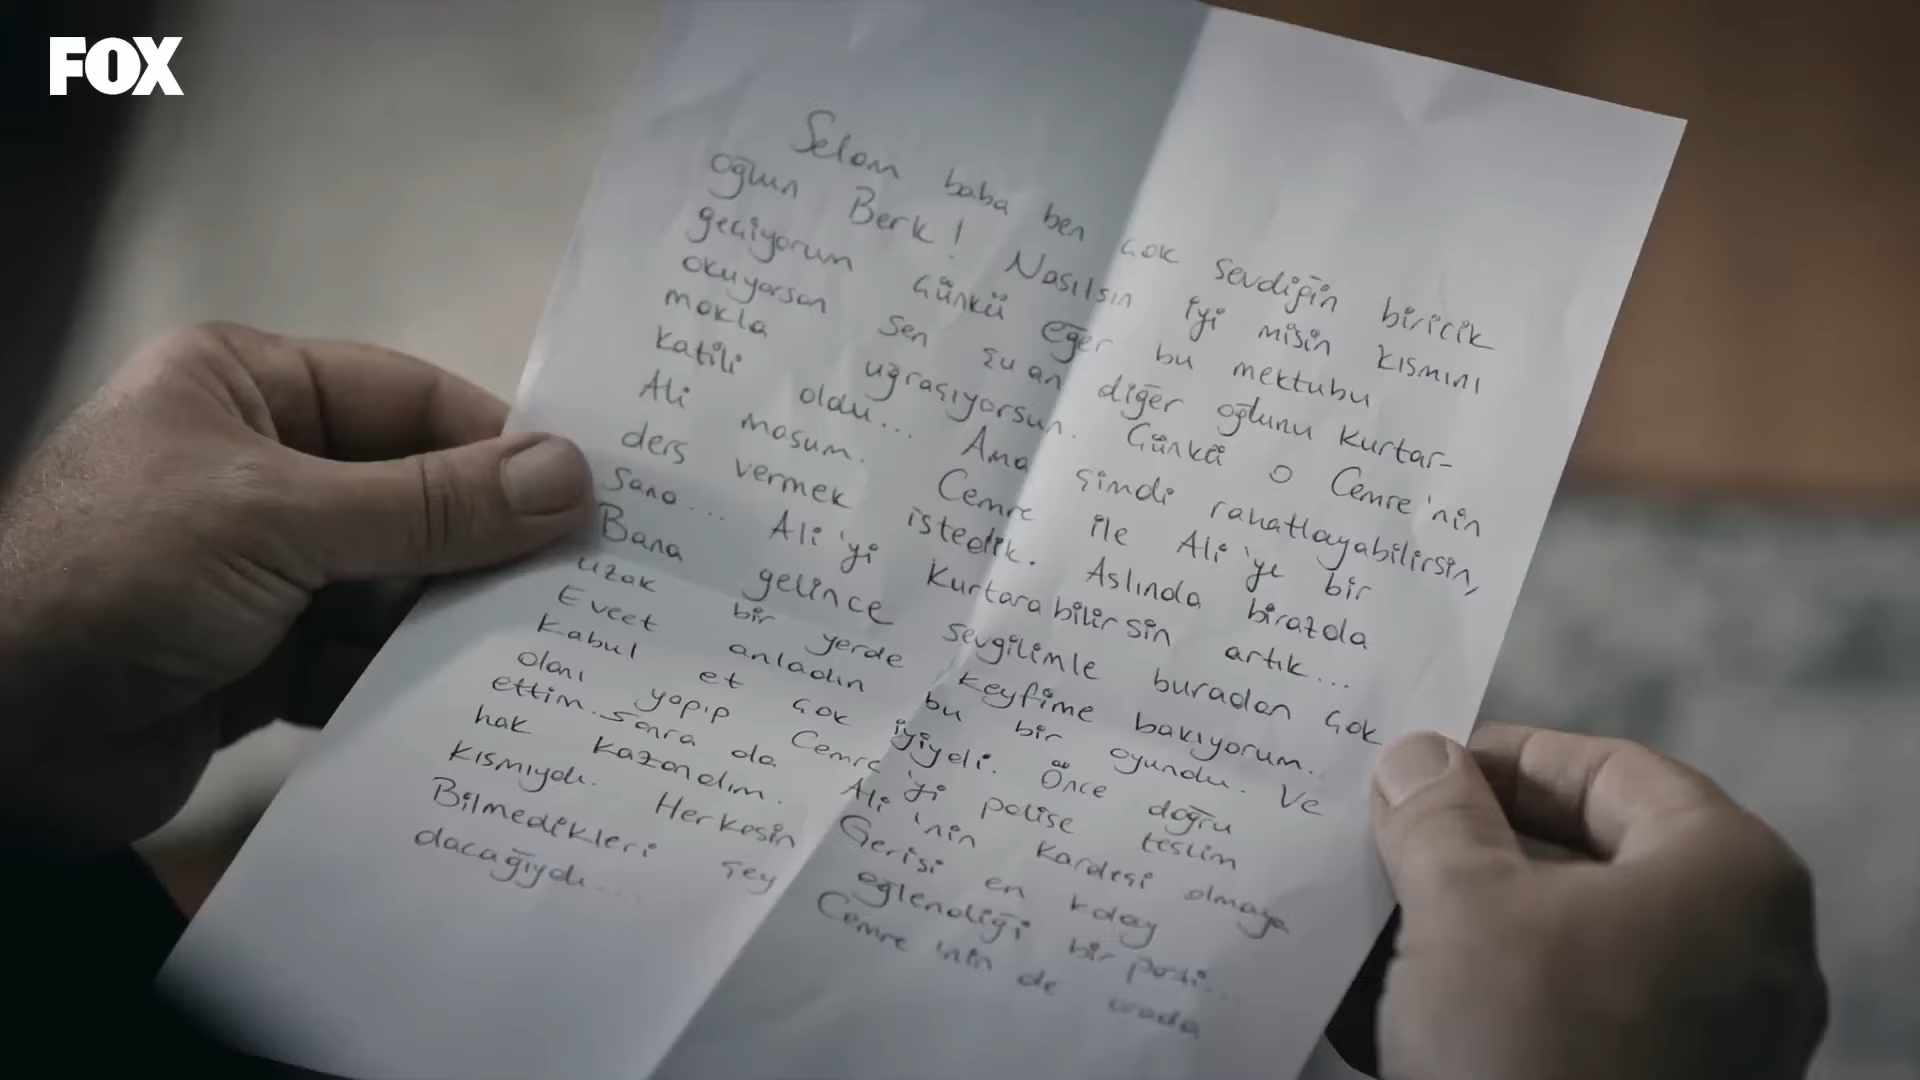 FOX
Selam baba ben çok sevdiğin biricik
oğlun Berk! Nasılsın iyi misin kısmını
geçiyorum çünkü eğer bu mektubu
okuyorsan sen şuan diğer oğlunu kurtar-
makla uğraşıyorsun. Çünkü o Cemre'nin
katili oldu... Ama şimdi rahatlayabilirsin,
Ali masum. Cemre ile Ali'ye bir
ders vermek istedik. Aslında birazda
sana... Ali'yi kurtarabilirsin artık...
Bana gelince sevgilimle buradan çok
uzak bir yerde keyfime bakıyorum.
Eveet anladın bu bir oyundu. Ve
kabul et çok iyiydi. Önce doğru
olanı yapıp Cemre'yi polise teslim
ettim. sonra da Ali'nin kardeşi olmaya
hak kazandım. Gerisi en kolay
kısmıydı. Herkesin eğlendiği bir parti...
Bilmedikleri şey Cemre'nin de orada
olacağıydı....